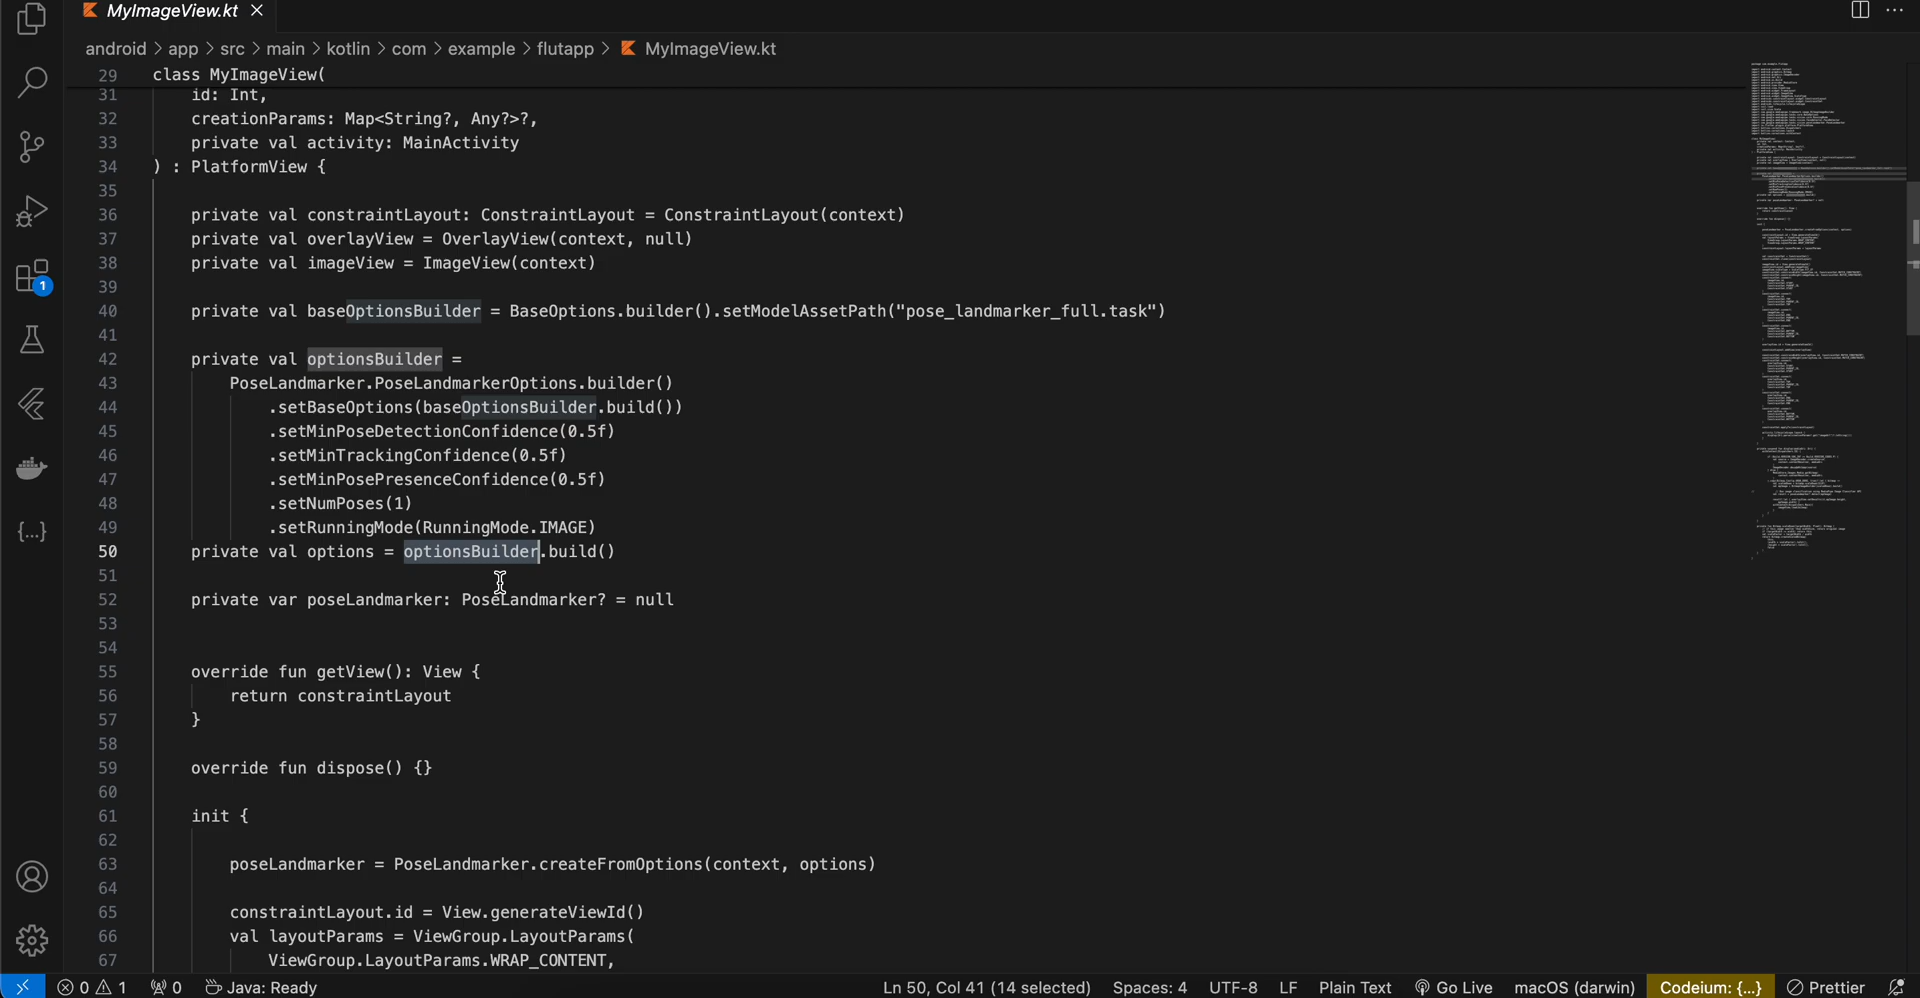 MyImageView.kt
android > app > src > main > kotlin > com > example > flutapp > MyImageView.kt
29 class MyImageView(
31 id: Int,
32 creationParams: Map<String?, Any?>?,
33 private val activity: MainActivity
34 ) : PlatformView {
35
36 private val constraintLayout: ConstraintLayout = ConstraintLayout(context)
37 private val overlayView = OverlayView(context, null)
38 private val imageView = ImageView(context)
39
40 private val baseOptionsBuilder = BaseOptions.builder().setModelAssetPath("pose_landmarker_full.task")
41
42 private val optionsBuilder =
43 PoseLandmarker.PoseLandmarkerOptions.builder()
44 .setBaseOptions(baseOptionsBuilder.build())
45 .setMinPoseDetectionConfidence(0.5f)
46 .setMinTrackingConfidence(0.5f)
47 .setMinPosePresenceConfidence(0.5f)
48 .setNumPoses(1)
49 .setRunningMode(RunningMode.IMAGE)
50 private val options = optionsBuilder.build()
51
52 private var poseLandmarker: PoseLandmarker? = null
53
54
55 override fun getView(): View {
56 return constraintLayout
57 }
58
59 override fun dispose() {}
60
61 init {
62
63 poseLandmarker = PoseLandmarker.createFromOptions(context, options)
64
65 constraintLayout.id = View.generateViewId()
66 val layoutParams = ViewGroup.LayoutParams(
67 ViewGroup.LayoutParams.WRAP_CONTENT,
1
{...}
0 1 0 Java: Ready Ln 50, Col 41 (14 selected) Spaces: 4 UTF-8 LF Plain Text Go Live macOS (darwin) Codeium: {...} Prettier